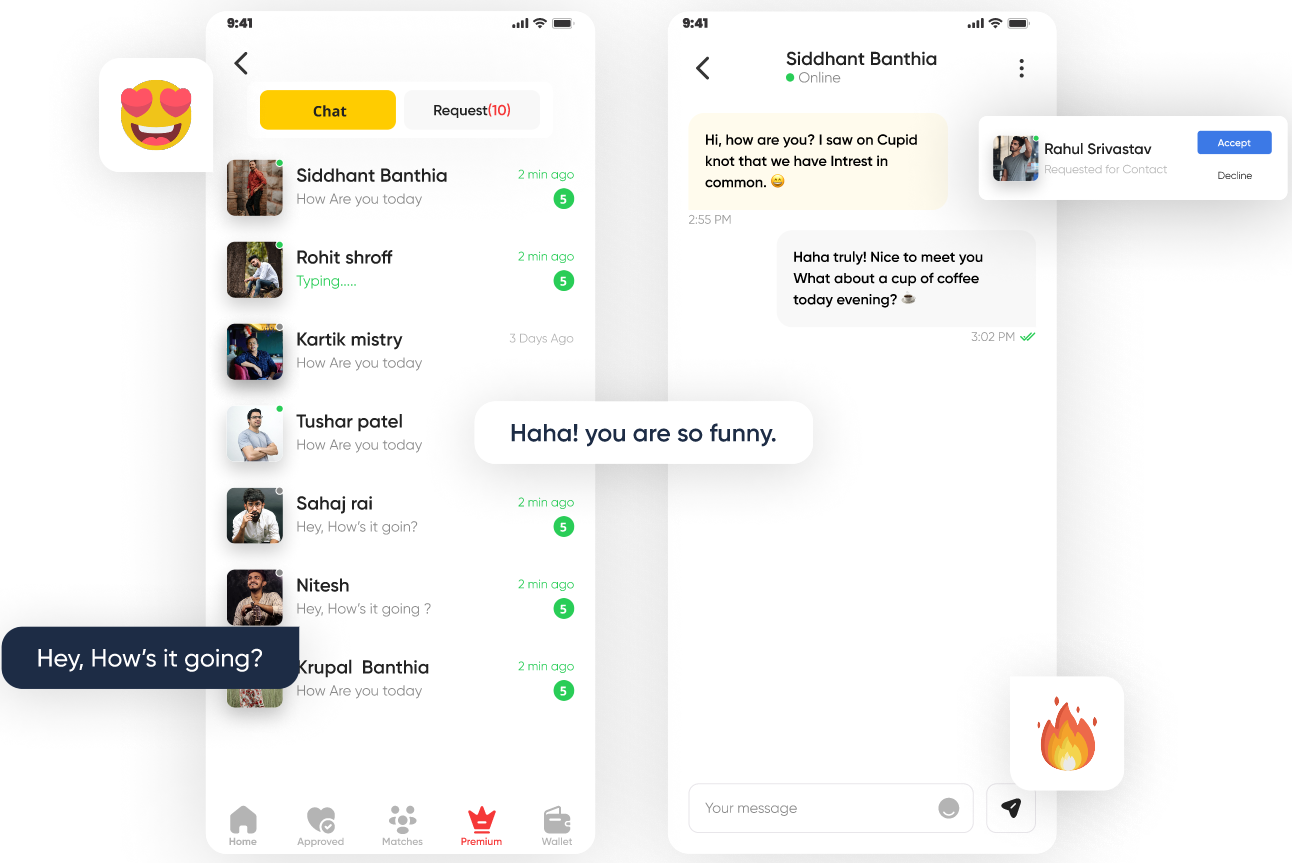 9:41
Chat
Request(10)
Siddhant Banthia
2 min ago
How Are you today
5
Rohit shroff
2 min ago
Typing.....
5
Kartik mistry
3 Days Ago
How Are you today
Tushar patel
How Are you today
Sahaj rai
2 min ago
Hey, How's it goin?
5
Nitesh
2 min ago
Hey, How's it going ?
5
Hey, How's it going?
Krupal Banthia
2 min ago
How Are you today
5
Home
Approved
Matches
Premium
Wallet
Haha! you are so funny.
9:41
Siddhant Banthia
Online
Hi, how are you? I saw on Cupid
knot that we have Intrest in
common. 😄
2:55 PM
Rahul Srivastav
Requested for Contact
Accept
Decline
Haha truly! Nice to meet you
What about a cup of coffee
today evening? ☕
3:02 PM
Your message